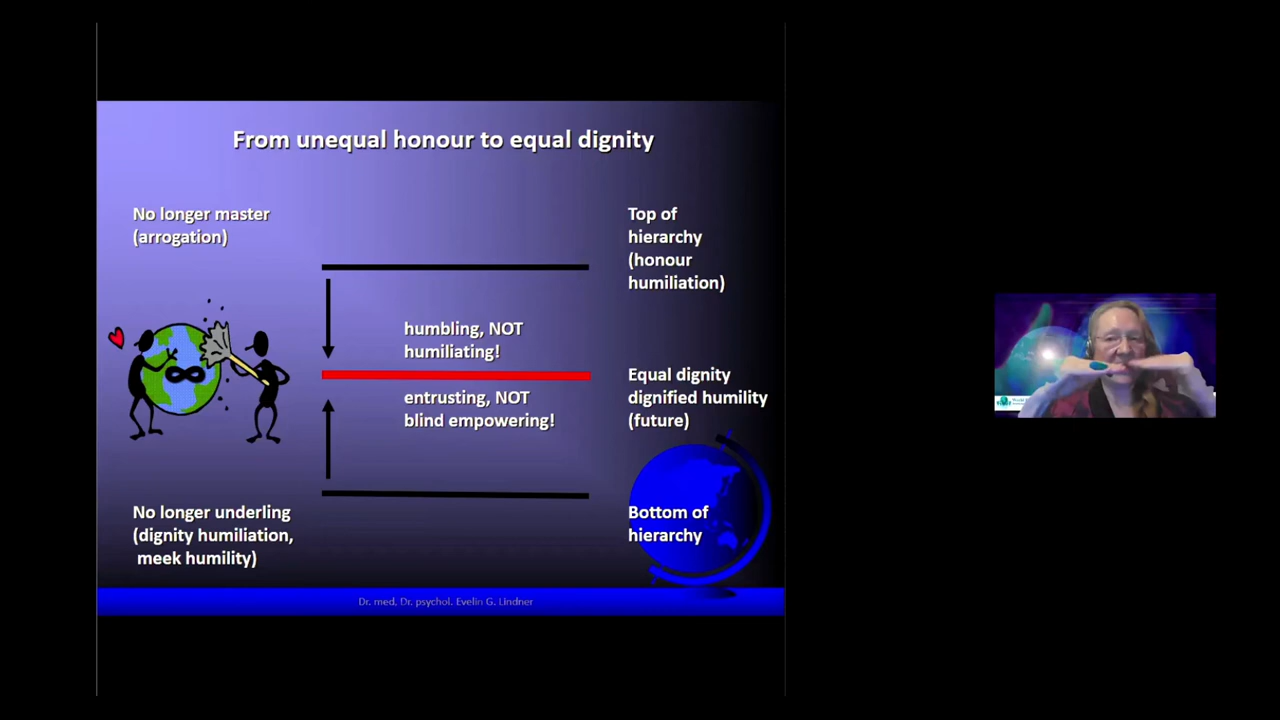 From unequal honour to equal dignity
No longer master
(arrogation)
Top of
hierarchy
(honour
humiliation)
humbling, NOT
humiliating!
Equal dignity
dignified humility
(future)
entrusting, NOT
blind empowering!
No longer underling
(dignity humiliation,
meek humility)
Bottom of
hierarchy
Dr. med, Dr. psychol. Evelin G. Lindner